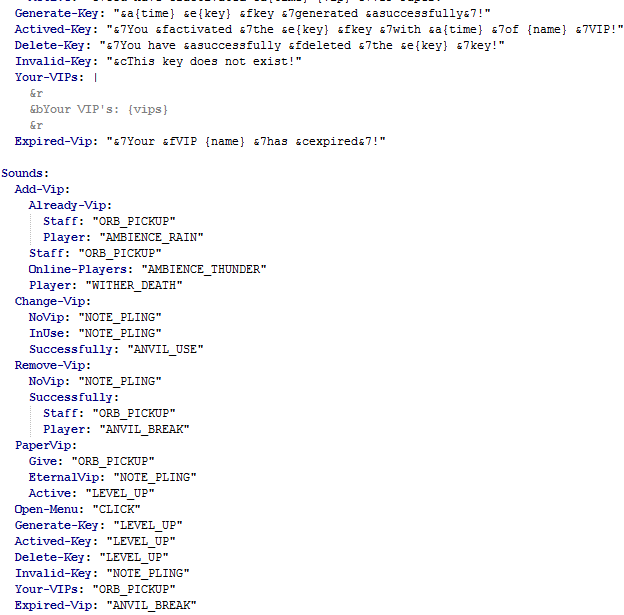 Generate-Key: "&a{time} &e{key} &fkey &7generated &asuccessfully&7!"
Actived-Key: "&7You &factivated &7the &e{key} &fkey &7with &a{time} &7of {name} &7VIP!"
Delete-Key: "&7You have &asuccessfully &fdeleted &7the &e{key} &7key!"
Invalid-Key: "&cThis key does not exist!"
Your-VIPs: |
&r
&bYour VIP's: {vips}
&r
Expired-Vip: "&7Your &fVIP {name} &7has &cexpired&7!"
Sounds:
Add-Vip:
Already-Vip:
Staff: "ORB_PICKUP"
Player: "AMBIENCE_RAIN"
Staff: "ORB_PICKUP"
Online-Players: "AMBIENCE_THUNDER"
Player: "WITHER_DEATH"
Change-Vip:
NoVip: "NOTE_PLING"
InUse: "NOTE_PLING"
Successfully: "ANVIL_USE"
Remove-Vip:
NoVip: "NOTE_PLING"
Successfully:
Staff: "ORB_PICKUP"
Player: "ANVIL_BREAK"
PaperVip:
Give: "ORB_PICKUP"
EternalVip: "NOTE_PLING"
Active: "LEVEL_UP"
Open-Menu: "CLICK"
Generate-Key: "LEVEL_UP"
Actived-Key: "LEVEL_UP"
Delete-Key: "LEVEL_UP"
Invalid-Key: "NOTE_PLING"
Your-VIPs: "ORB_PICKUP"
Expired-Vip: "ANVIL_BREAK"